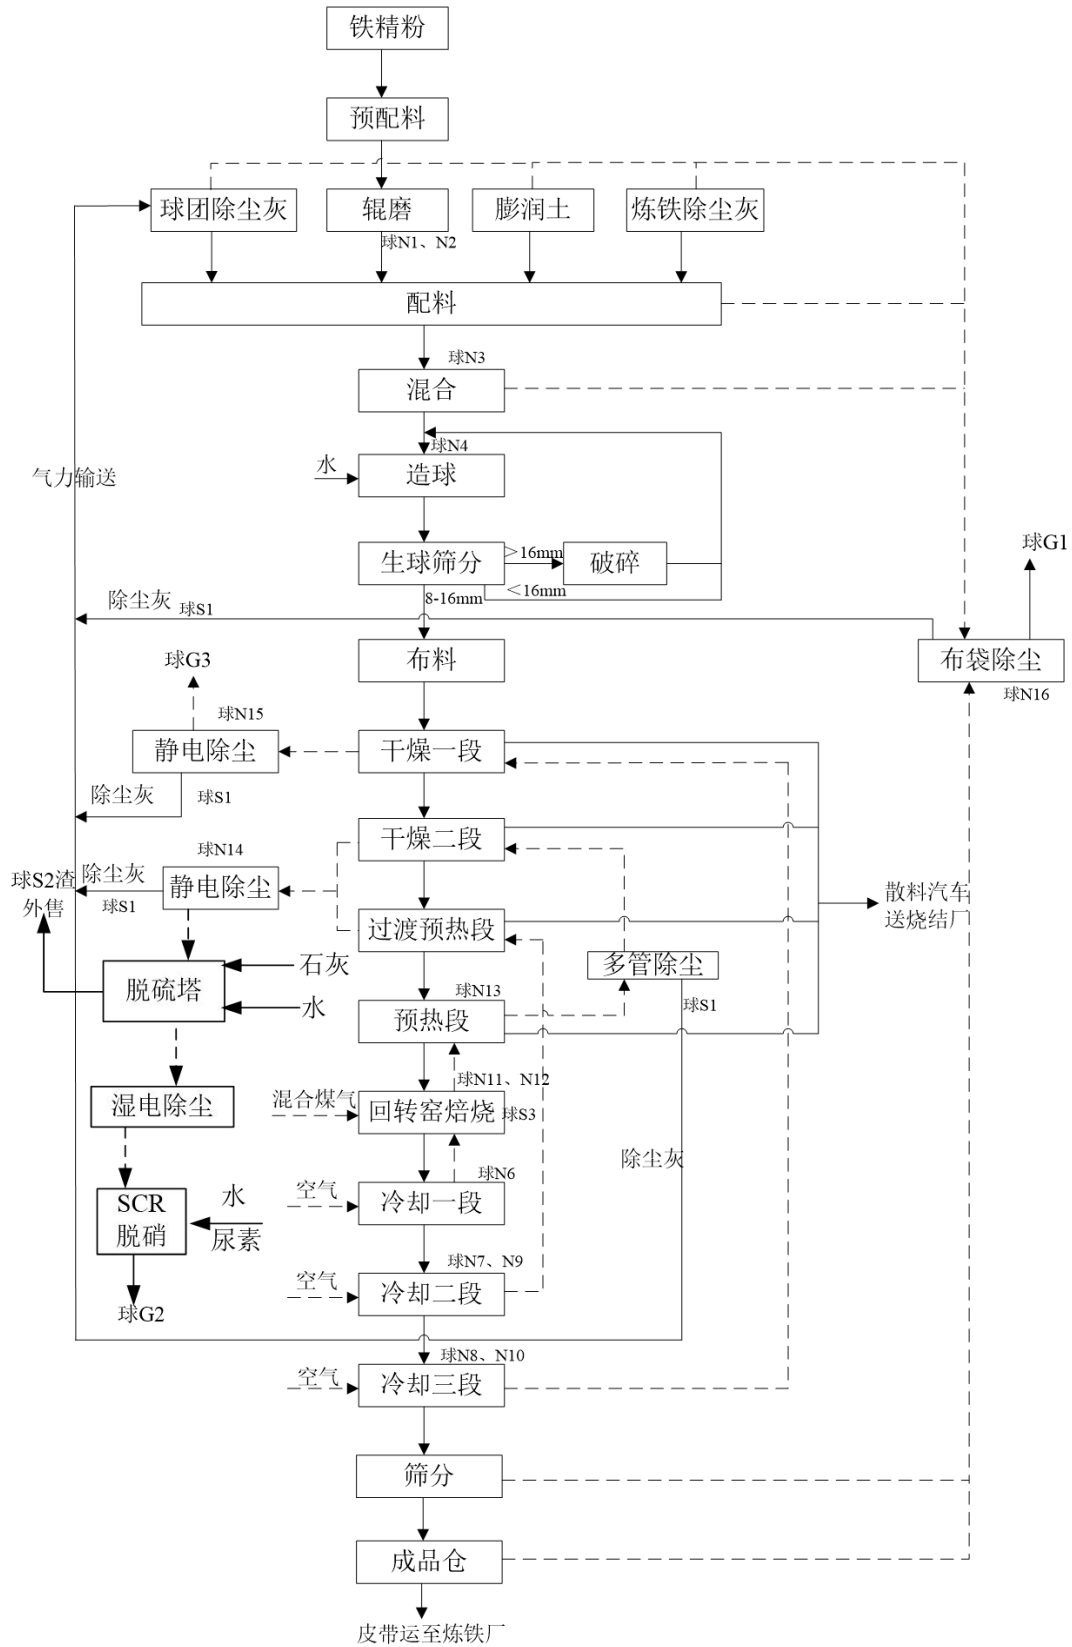 铁精粉
预配料
球团除尘灰
辊磨
膨润土
炼铁除尘灰
球N1、N2
配料
球N3
混合
球N4
水
造球
气力输送
生球筛分
>16mm
破碎
<16mm
8-16mm
球G1
除尘灰
球S1
布料
布袋除尘
球N16
球G3
球N15
静电除尘
干燥一段
除尘灰
球S1
干燥二段
球N14
球S2渣
外售
除尘灰
球S1
静电除尘
散料汽车
送烧结厂
过渡预热段
多管除尘
石灰
脱硫塔
水
球N13
球S1
预热段
球N11、N12
混合煤气
回转窑焙烧
球S3
湿电除尘
除尘灰
球N6
空气
冷却一段
SCR
脱硝
水
尿素
球N7、N9
空气
冷却二段
球G2
球N8、N10
空气
冷却三段
筛分
成品仓
皮带运至炼铁厂